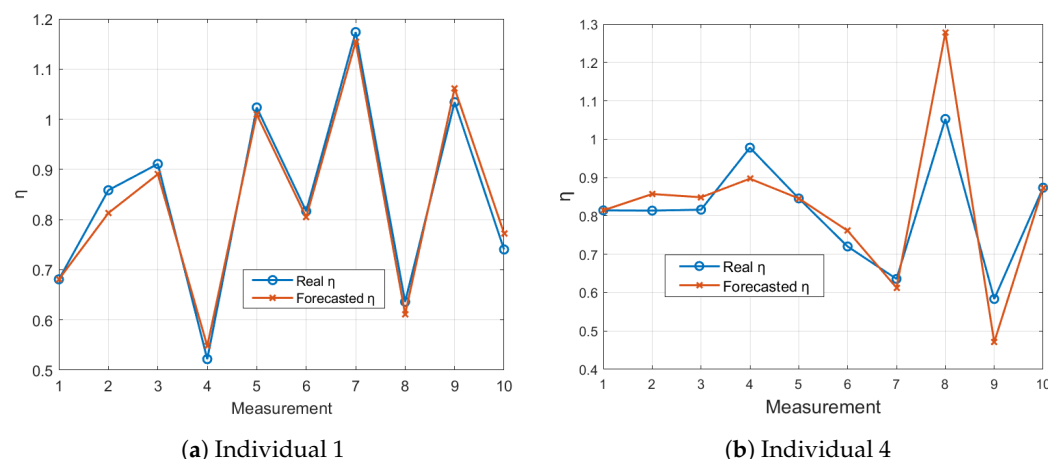 1.2
1.1
1
0.9
0.8
0.7
0.6
0.5
η
1 2 3 4 5 6 7 8 9 10
Measurement
Real η
Forecasted η
(a) Individual 1
1.3
1.2
1.1
1
0.9
0.8
0.7
0.6
0.5
0.4
η
1 2 3 4 5 6 7 8 9 10
Measurement
Real η
Forecasted η
(b) Individual 4